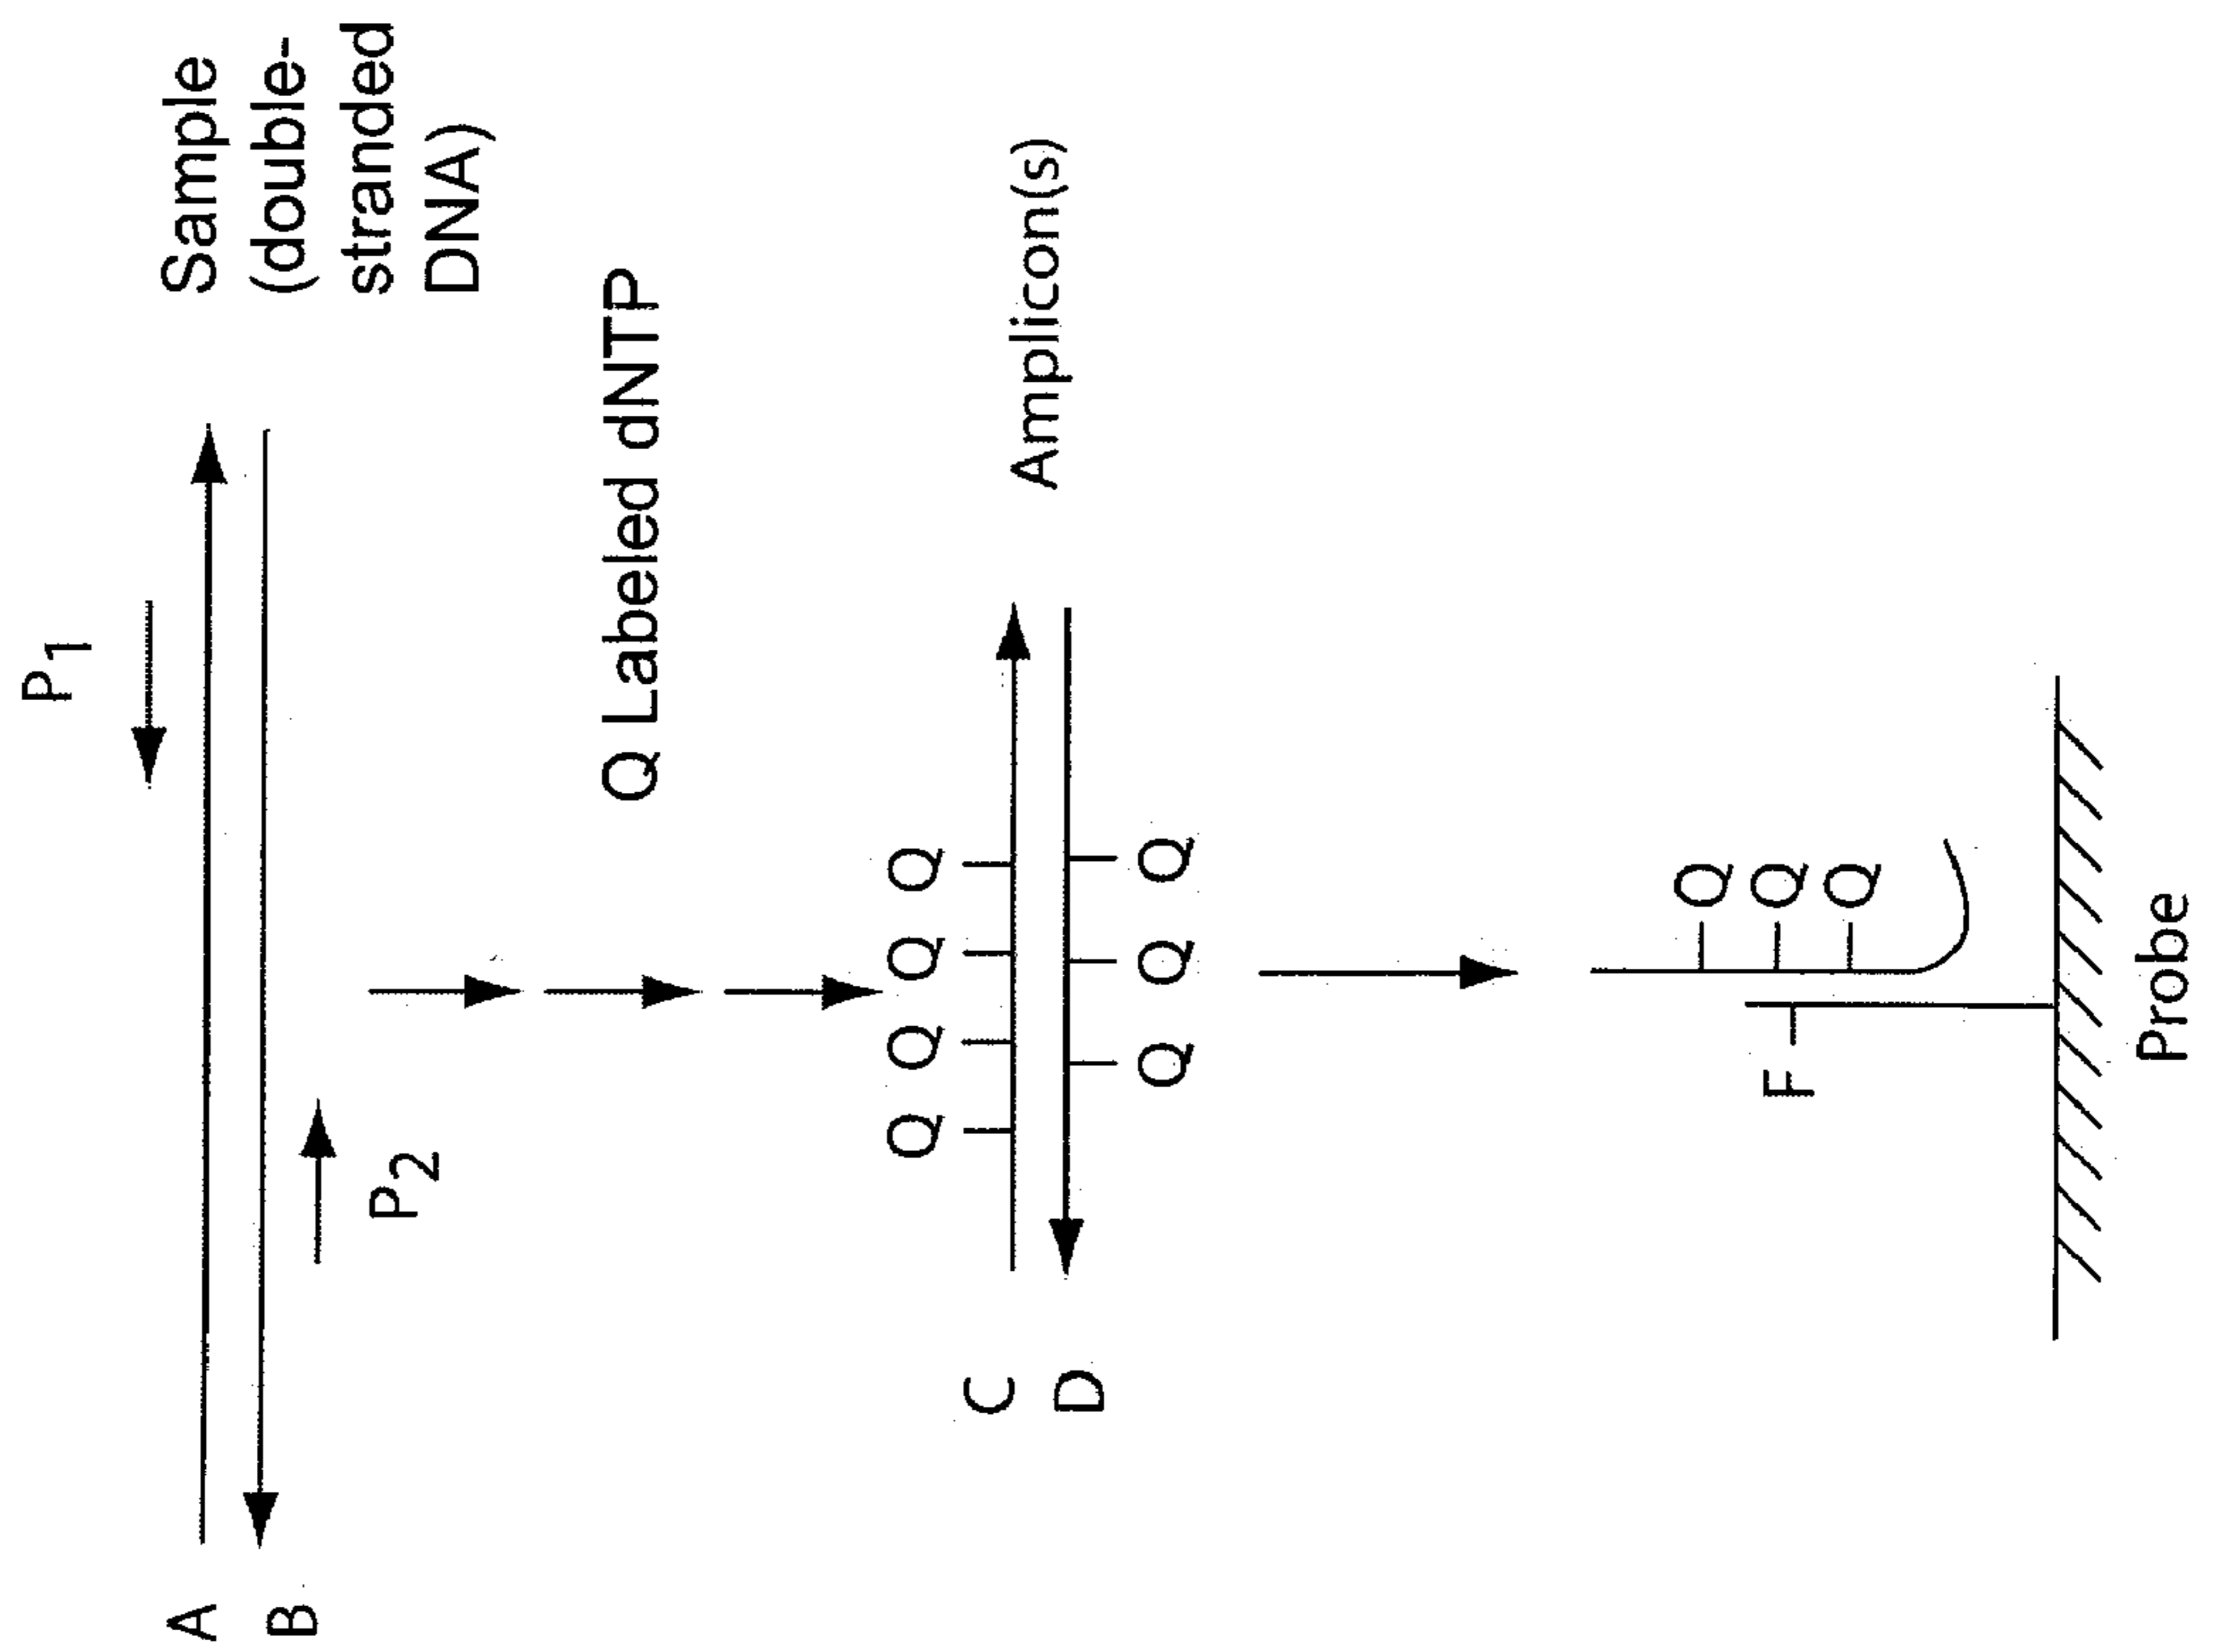 P1
A Sample
B (double-
stranded
P2 DNA)
Q Labeled dNTP
Q Q Q Q
C Amplicon(s)
D
Q Q Q
Q
F Q
Q
Probe